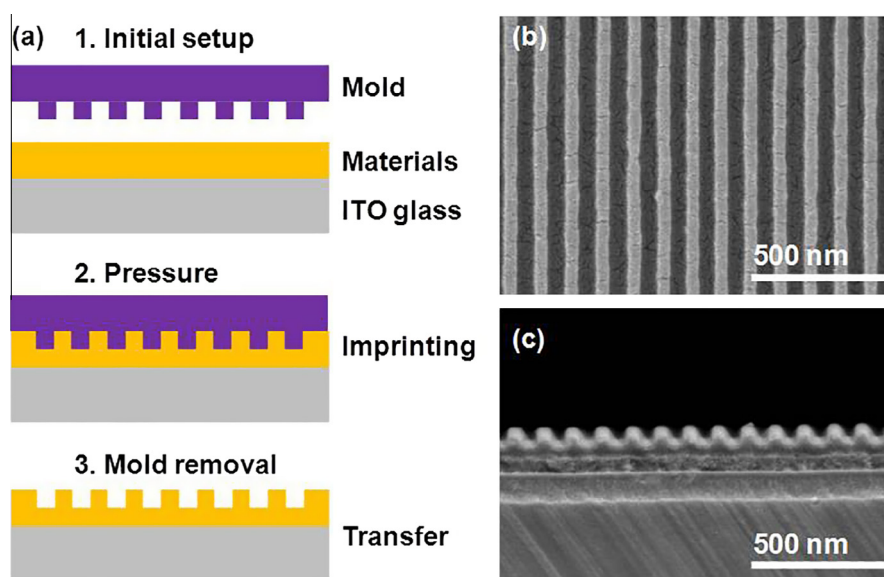 (a)
1. Initial setup
Mold
Materials
ITO glass
2. Pressure
Imprinting
3. Mold removal
Transfer
(b)
500 nm
(c)
500 nm